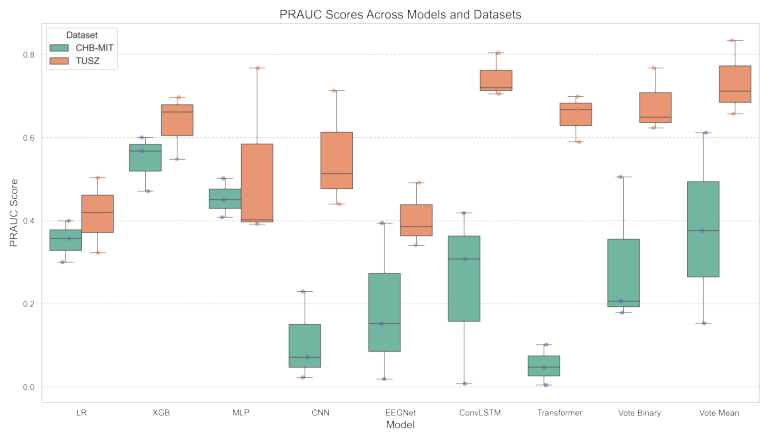 PRAUC Scores Across Models and Datasets
Dataset
CHB-MIT
TUSZ
PRAUC Score
0.8
0.6
0.4
0.2
0.0
LR XGB MLP CNN EEGNet ConvLSTM Transformer Vote Binary Vote Mean
Model